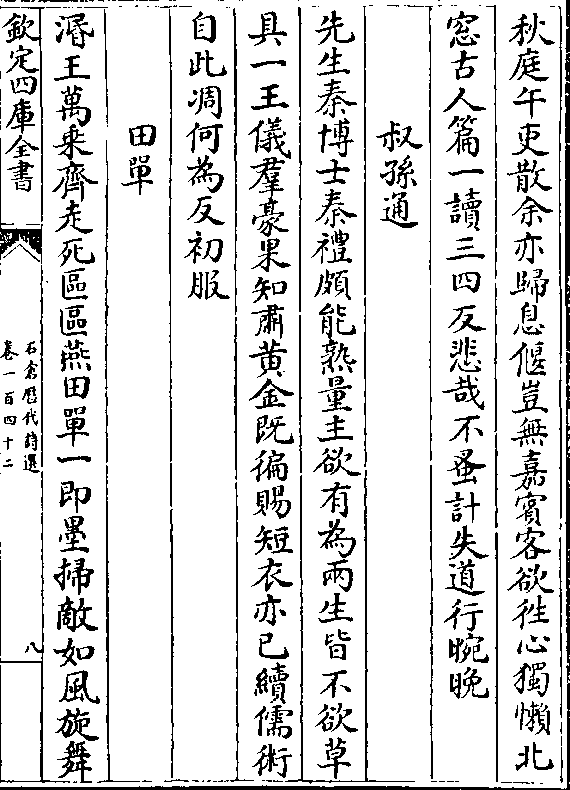 秋庭午吏散余亦歸息偃豈無嘉賓客欲往心獨懶北
窓古人篇一讀三四反悲哉不蚤計失道行晼晚
叔孫通
先生秦博士秦禮頗能熟量主欲有為兩生皆不欲草
具一王儀羣豪果知肅黄金既徧賜短衣亦已續儒術
自此凋何為反初服
田單
湣王萬乗齊走死區區燕田單一即墨掃敵如風旋舞
欽定四庫全書
石倉歷代詩選
卷一百四十二
八